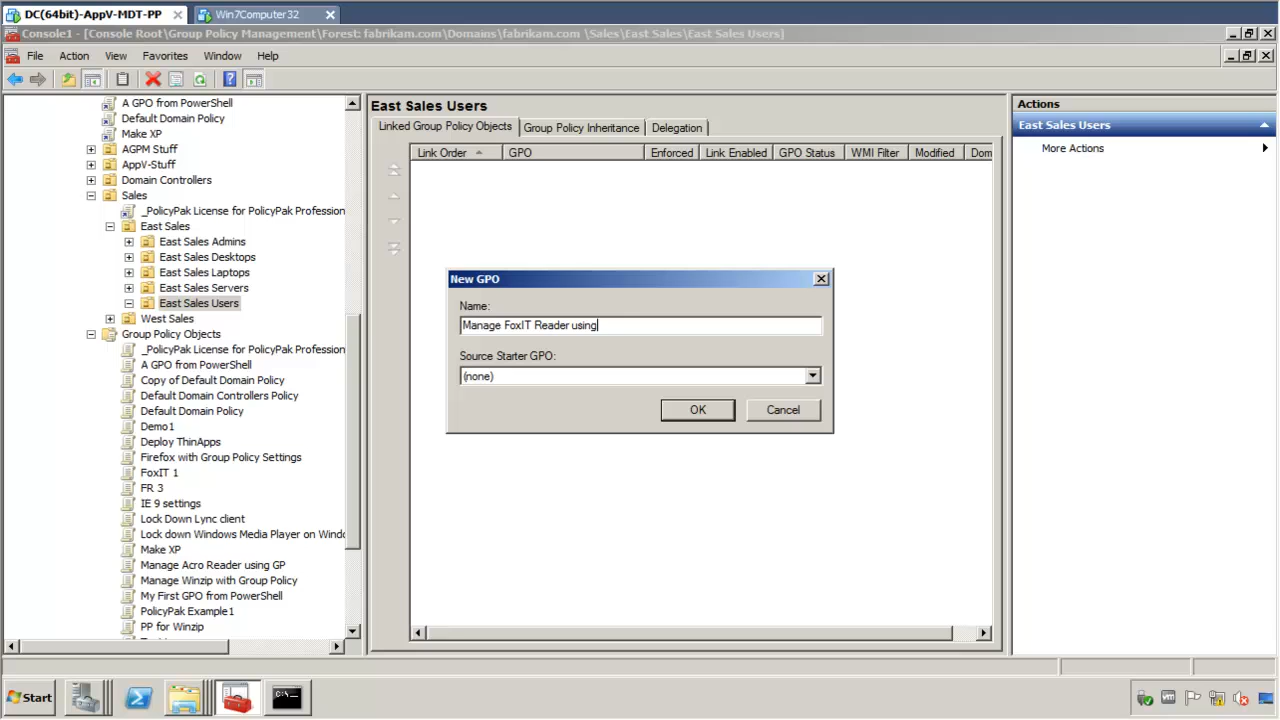 DC(64bit)-AppV-MDT-PP
Win7Computer32
Console1 - [Console Root\Group Policy Management\Forest: fabrikam.com\Domains\fabrikam.com \Sales\East Sales\East Sales Users]
File Action View Favorites Window Help
A GPO from PowerShell
Default Domain Policy
Make XP
AGPM Stuff
AppV-Stuff
Domain Controllers
Sales
_PolicyPak License for PolicyPak Profession
East Sales
East Sales Admins
East Sales Desktops
East Sales Laptops
East Sales Servers
East Sales Users
West Sales
Group Policy Objects
_PolicyPak License for PolicyPak Profession
A GPO from PowerShell
Copy of Default Domain Policy
Default Domain Controllers Policy
Default Domain Policy
Demo1
Deploy ThinApps
Firefox with Group Policy Settings
FoxIT 1
FR 3
IE 9 settings
Lock Down Lync client
Lock down Windows Media Player on Windo
Make XP
Manage Acro Reader using GP
Manage Winzip with Group Policy
My First GPO from PowerShell
PolicyPak Example1
PP for Winzip
East Sales Users
Linked Group Policy Objects Group Policy Inheritance Delegation
Link Order GPO Enforced Link Enabled GPO Status WMI Filter Modified Dom
New GPO
Name:
Manage FoxIT Reader using
Source Starter GPO:
(none)
OK Cancel
Actions
East Sales Users
More Actions
Start